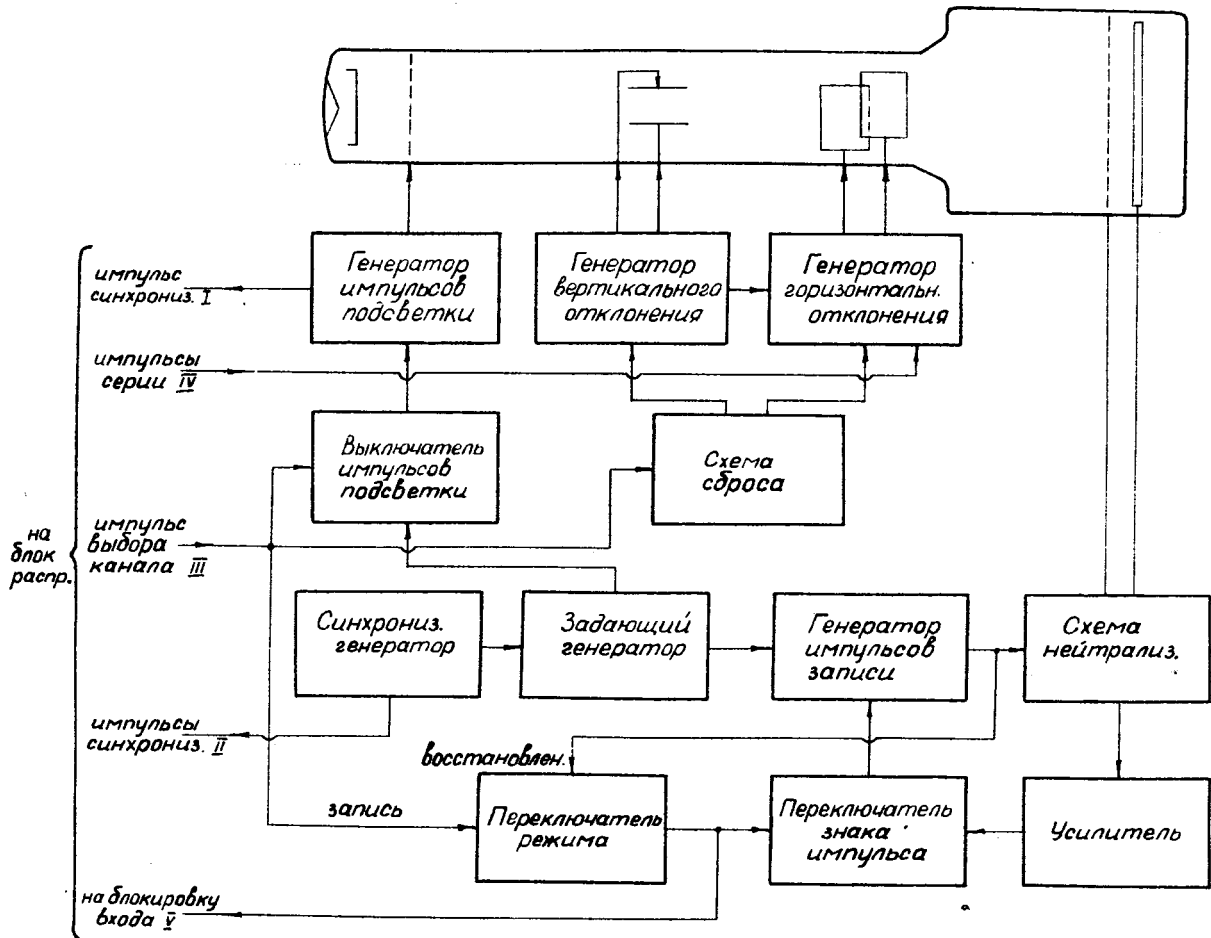 импульс
синхрониз. I
Генератор
импульсов
подсветки
Генератор
вертикального
отклонения
Генератор
горизонтальн.
отклонения
импульсы
серии IV
Выключатель
импульсов
подсветки
Схема
сброса
на
блок
распр.
импульс
выбора
канала III
Синхрониз.
генератор
Задающий
генератор
Генератор
импульсов
записи
Схема
нейтрализ.
импульсы
синхрониз. II
восстановлен.
запись
Переключатель
режима
Переключатель
знака
импульса
Усилитель
на блокировку
входа V